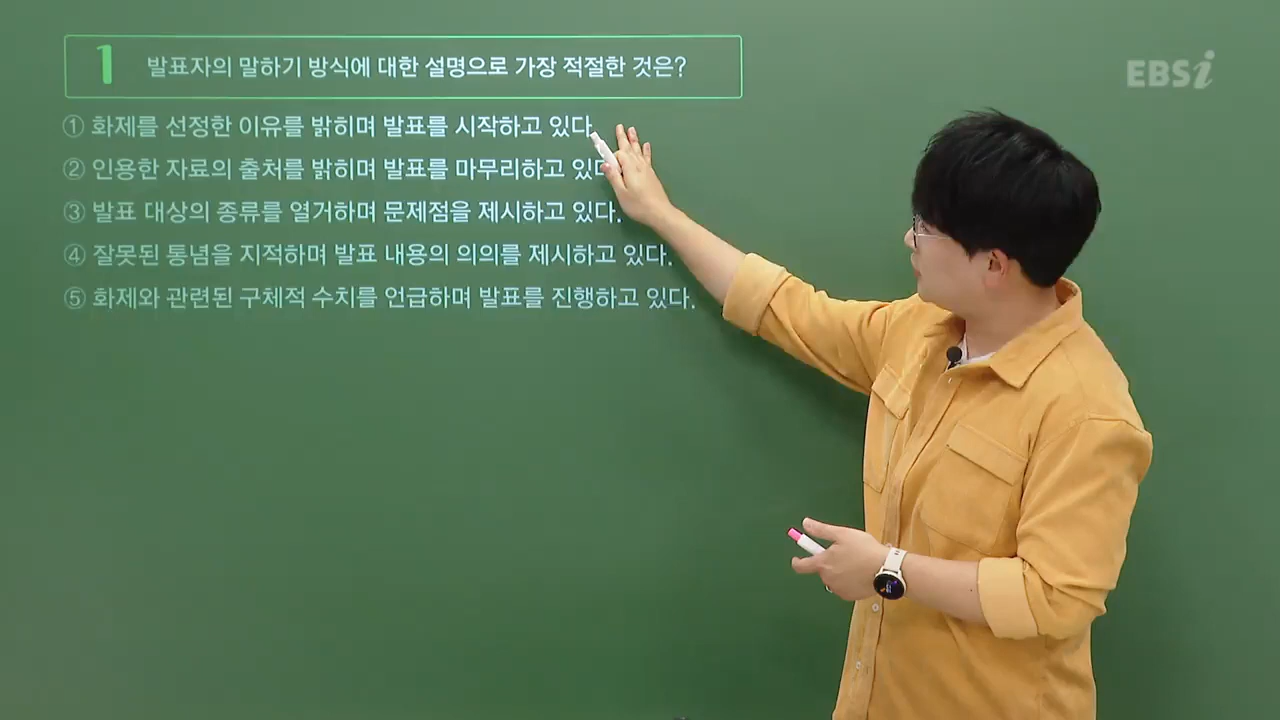 1 발표자의 말하기 방식에 대한 설명으로 가장 적절한 것은?
EBSi
① 화제를 선정한 이유를 밝히며 발표를 시작하고 있다.
② 인용한 자료의 출처를 밝히며 발표를 마무리하고 있다
③ 발표 대상의 종류를 열거하며 문제점을 제시하고 있다.
④ 잘못된 통념을 지적하며 발표 내용의 의의를 제시하고 있다.
⑤ 화제와 관련된 구체적 수치를 언급하며 발표를 진행하고 있다.